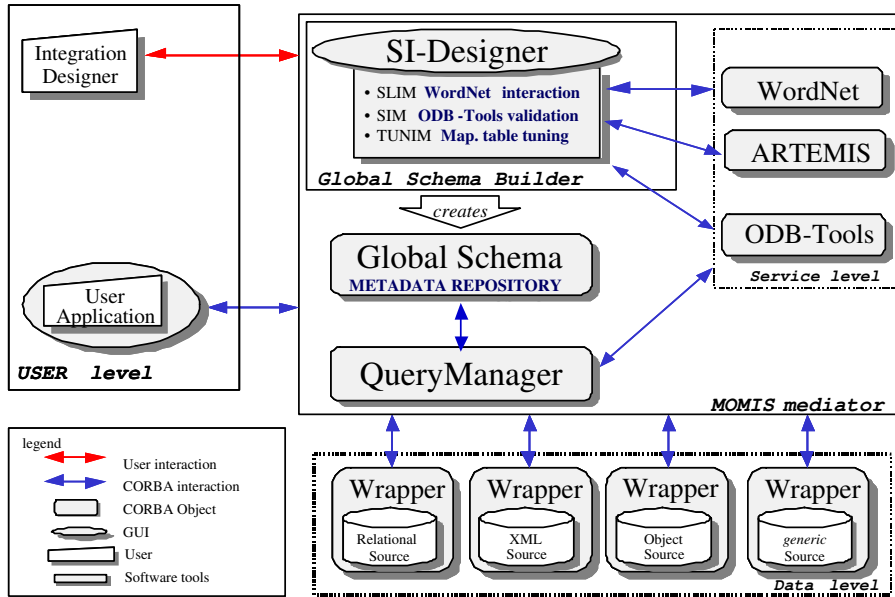 Integration
Designer
User
Application
USER level
SI-Designer
• SLIM WordNet interaction
• SIM ODB -Tools validation
• TUNIM Map. table tuning
Global Schema Builder
creates
Global Schema
METADATA REPOSITORY
QueryManager
MOMIS mediator
WordNet
ARTEMIS
ODB-Tools
Service level
legend
User interaction
CORBA interaction
CORBA Object
GUI
User
Software tools
Wrapper
Relational
Source
Wrapper
XML
Source
Wrapper
Object
Source
Wrapper
generic
Source
Data level